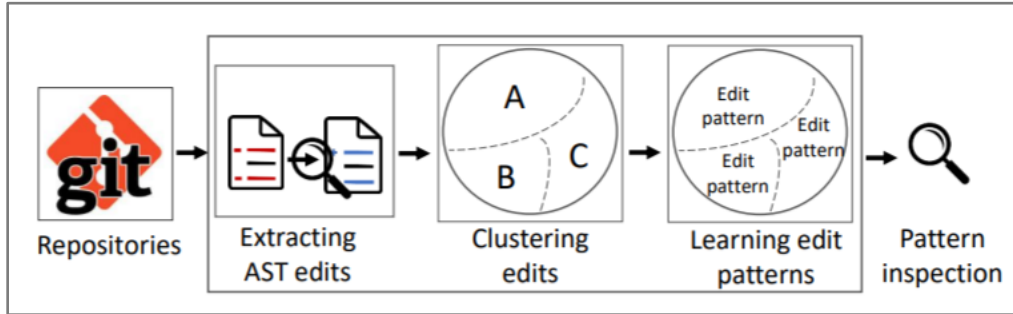 git
Repositories
Extracting
AST edits
A
B
C
Clustering
edits
Edit
pattern
Edit
pattern
Edit
pattern
Learning edit
patterns
Pattern
inspection